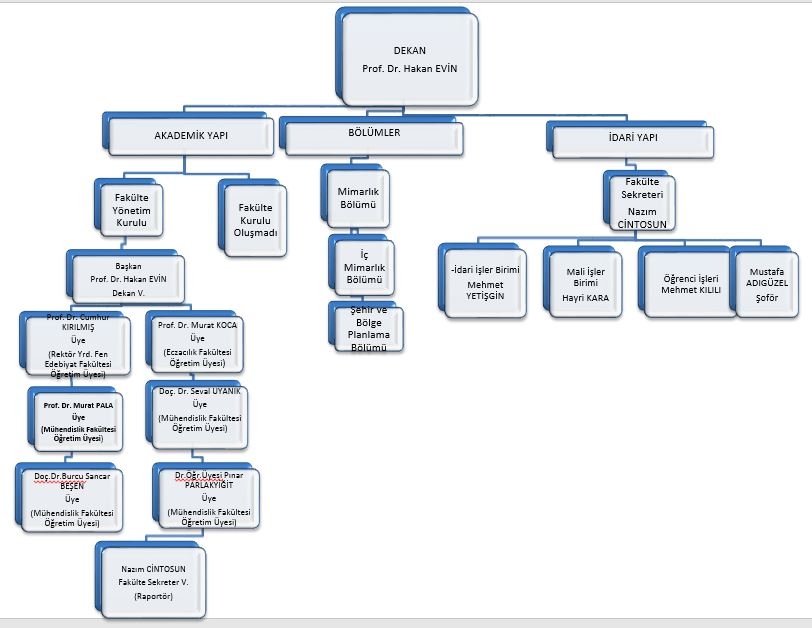 DEKAN
Prof. Dr. Hakan EVİN
AKADEMİK YAPI
BÖLÜMLER
İDARİ YAPI
Fakülte
Yönetim
Kurulu
Fakülte
Kurulu
Oluşmadı
Mimarlık
Bölümü
İç
Mimarlık
Bölümü
Şehir ve
Bölge
Planlama
Bölümü
Fakülte
Sekreteri
Nazım
CİNTOSUN
-İdari İşler Birimi
Mehmet
YETİŞGİN
Mali İşler
Birimi
Hayri KARA
Öğrenci İşleri
Mehmet KILILI
Mustafa
ADIGÜZEL
Şoför
Başkan
Prof. Dr. Hakan EVİN
Dekan V.
Prof. Dr. Cumhur
KIRILMIŞ
Üye
(Rektör Yrd. Fen
Edebiyat Fakültesi
Öğretim Üyesi)
Prof. Dr. Murat KOCA
Üye
(Eczacılık Fakültesi
Öğretim Üyesi)
Prof. Dr. Murat PALA
Üye
(Mühendislik Fakültesi
Öğretim Üyesi)
Doç. Dr. Seval UYANIK
Üye
(Mühendislik Fakültesi
Öğretim Üyesi)
Doç.Dr.Burcu Sancar
BEŞEN
Üye
(Mühendislik Fakültesi
Öğretim Üyesi)
Dr.Öğr.Üyesi Pınar
PARLAKYİĞİT
Üye
(Mühendislik Fakültesi
Öğretim Üyesi)
Nazım CİNTOSUN
Fakülte Sekreter V.
(Raportör)